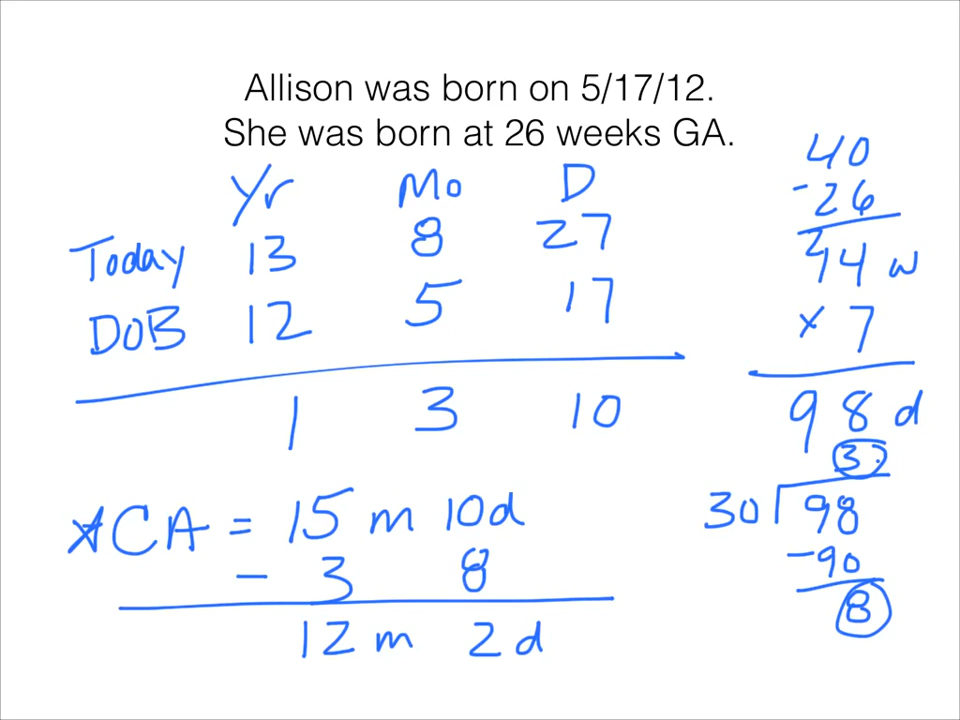 Allison was born on 5/17/12.
She was born at 26 weeks GA.
Yr Mo D
Today 13 8 27
DOB 12 5 17
1 3 10
*CA = 15 m 10d
- 3 8
12 m 2 d
40
-26
14 w
x 7
98 d
3
30 98
-90
8